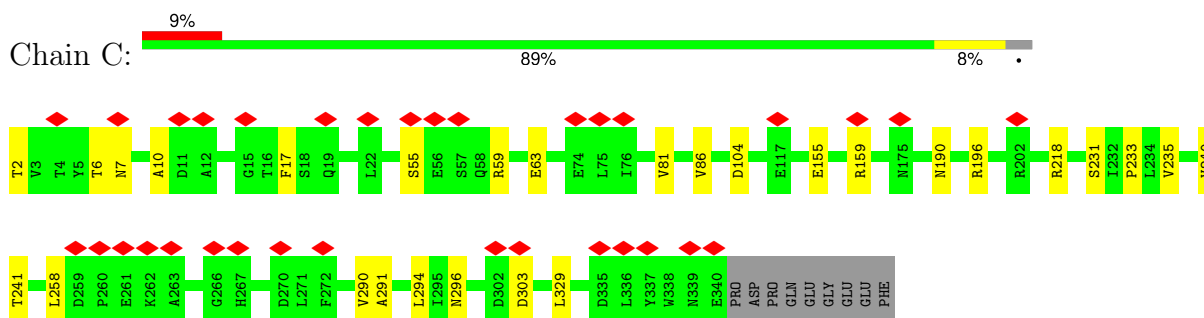 9%
Chain C:
89% 8% •
T2 V3 T4 Y5 T6 N7 A10 D11 A12 G15 T16 F17 S18 Q19 L22 S55 E56 S57 Q58 R59 E63 E74 L75 I76 V81 V86 D104 E117 E155 R159 N175 N190 R196 R202 R218 S231 I232 P233 L234 V235
T241 L258 D259 P260 E261 K262 A263 G266 H267 D270 L271 F272 V290 A291 L294 I295 N296 D302 D303 L329 D335 L336 Y337 W338 N339 E340 PRO ASP PRO GLN GLU GLY GLU GLU PHE